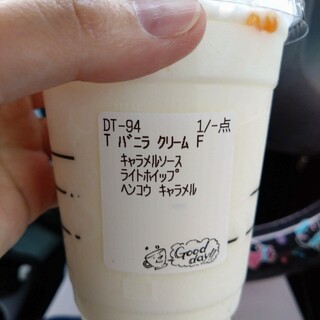 DT-94 1/-点
T バニラ クリーム F
キャラメルソース
ライトホイップ
ヘンコウ キャラメル
Good
day!!